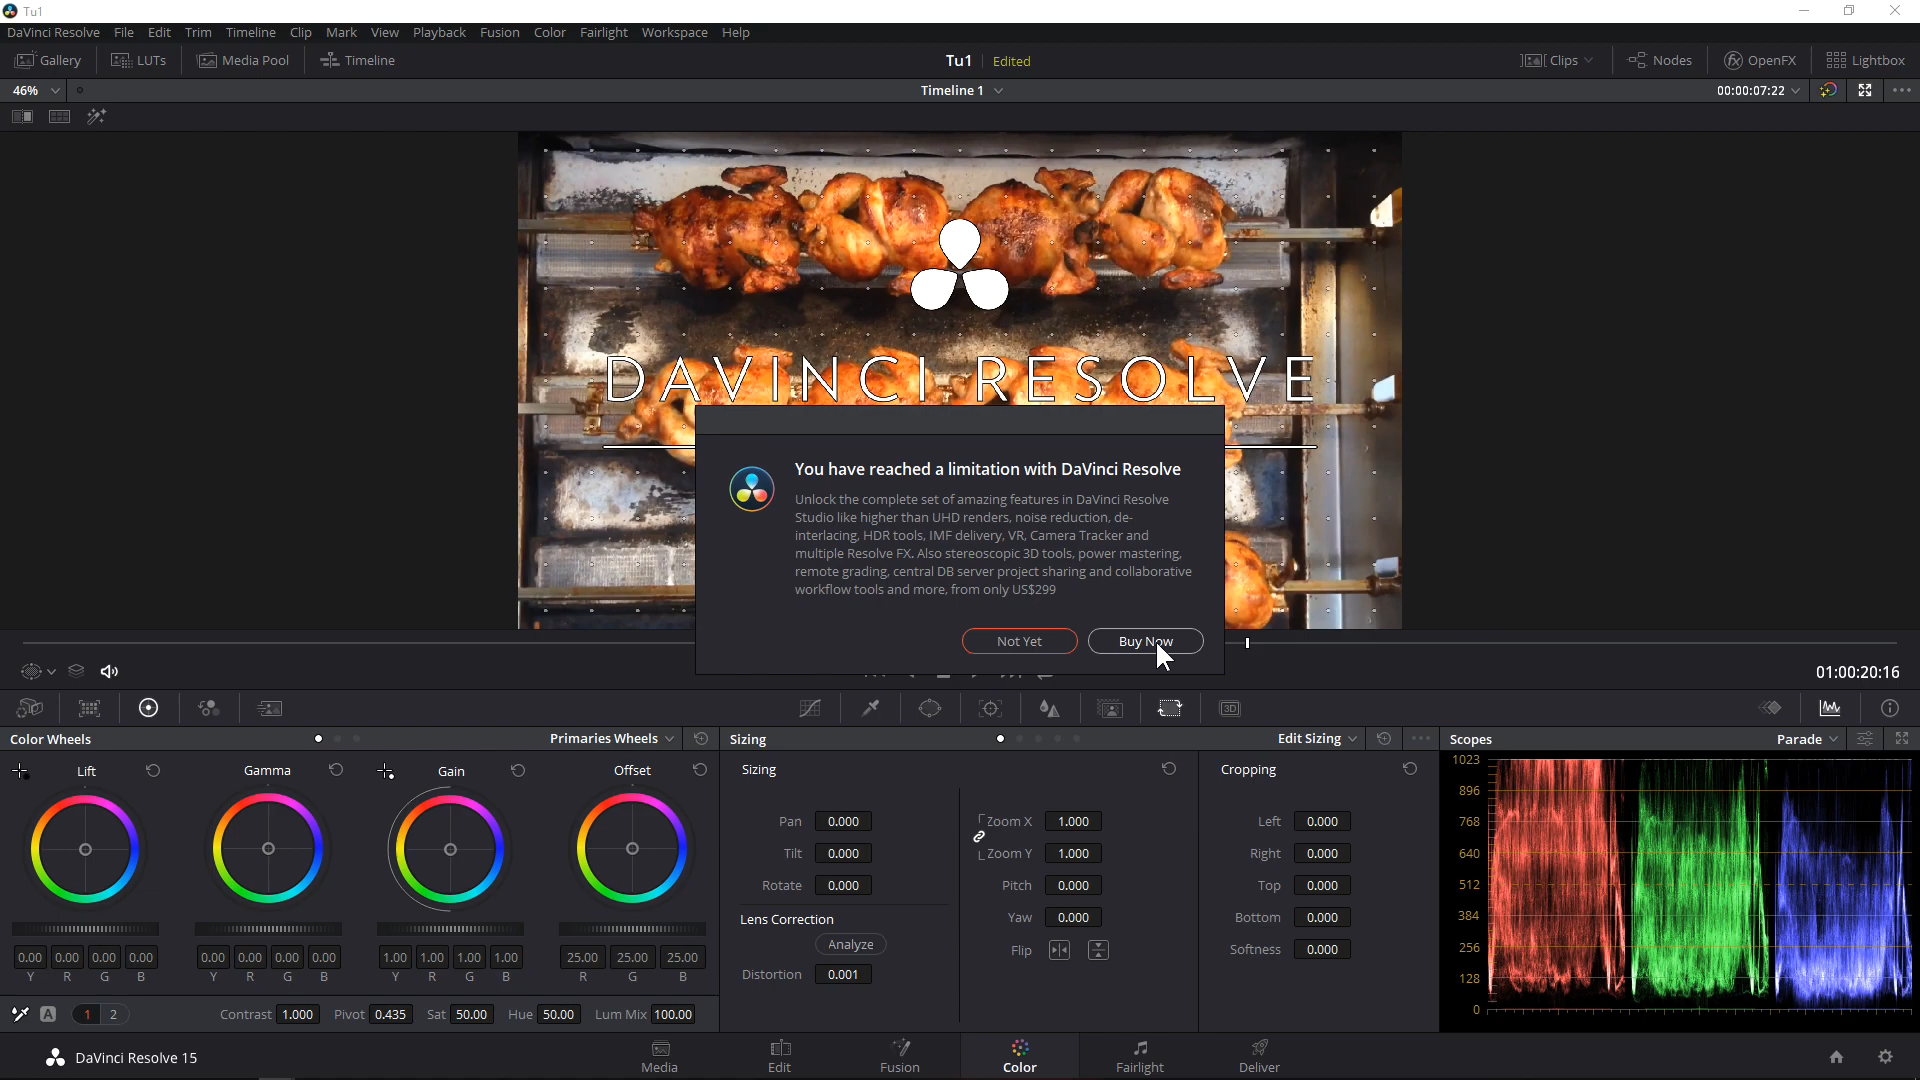 Tu1
DaVinci Resolve File Edit Trim Timeline Clip Mark View Playback Fusion Color Fairlight Workspace Help
Gallery LUTs Media Pool Timeline Tu1 Edited Clips Nodes OpenFX Lightbox
46% Timeline 1 00:00:07:22
DAVINCI RESOLVE
You have reached a limitation with DaVinci Resolve
Unlock the complete set of amazing features in DaVinci Resolve
Studio like higher than UHD renders, noise reduction, de-
interlacing, HDR tools, IMF delivery, VR, Camera Tracker and
multiple Resolve FX. Also stereoscopic 3D tools, power mastering,
remote grading, central DB server project sharing and collaborative
workflow tools and more, from only US$299
Not Yet Buy Now
01:00:20:16
3D
Color Wheels Primaries Wheels Sizing Edit Sizing Scopes Parade
Lift Gamma Gain Offset Sizing Cropping
1023
896
768
640
512
384
256
128
0
Pan 0.000 Zoom X 1.000 Left 0.000
Tilt 0.000 Zoom Y 1.000 Right 0.000
Rotate 0.000 Pitch 0.000 Top 0.000
Lens Correction Yaw 0.000 Bottom 0.000
Analyze Flip Softness 0.000
Distortion 0.001
0.00 0.00 0.00 0.00 0.00 0.00 0.00 0.00 1.00 1.00 1.00 1.00 25.00 25.00 25.00
Y R G B Y R G B Y R G B R G B
A 1 2 Contrast 1.000 Pivot 0.435 Sat 50.00 Hue 50.00 Lum Mix 100.00
DaVinci Resolve 15 Media Edit Fusion Color Fairlight Deliver